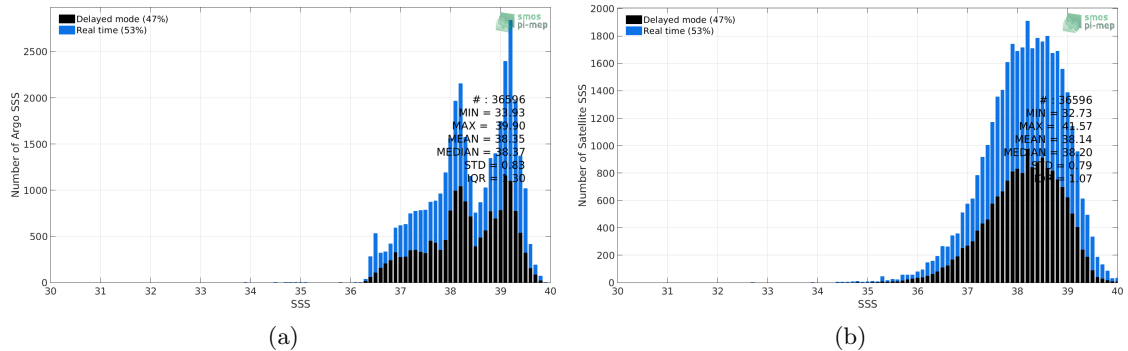 Delayed mode (47%)
Real time (53%)
smos
pi-mep
Number of Argo SSS
2500
2000
1500
1000
500
0
# : 36596
MIN = 33.93
MAX = 39.90
MEAN = 38.35
MEDIAN = 38.37
STD = 0.83
IQR = 1.30
30 31 32 33 34 35 36 37 38 39 40
SSS
(a)
Delayed mode (47%)
Real time (53%)
smos
pi-mep
Number of Satellite SSS
2000
1800
1600
1400
1200
1000
800
600
400
200
0
# : 36596
MIN = 32.73
MAX = 41.57
MEAN = 38.14
MEDIAN = 38.20
STD = 0.79
IQR = 1.07
30 31 32 33 34 35 36 37 38 39 40
SSS
(b)